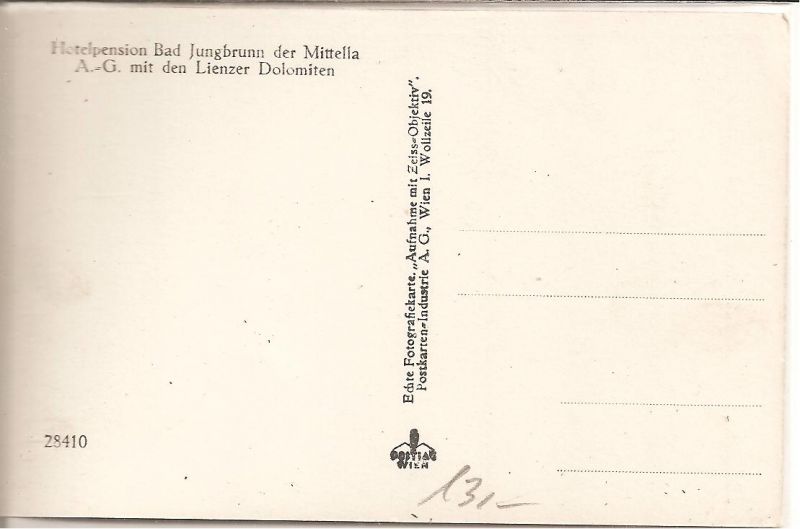 Hotelpension Bad Jungbrunn der Mittella
A.-G. mit den Lienzer Dolomiten
Echte Fotografiekarte. „Aufnahme mit Zeiss-Objektiv".
Postkarten-Industrie A. G., Wien I. Wollzeile 19.
28410
POSTIAG
WIEN
131-